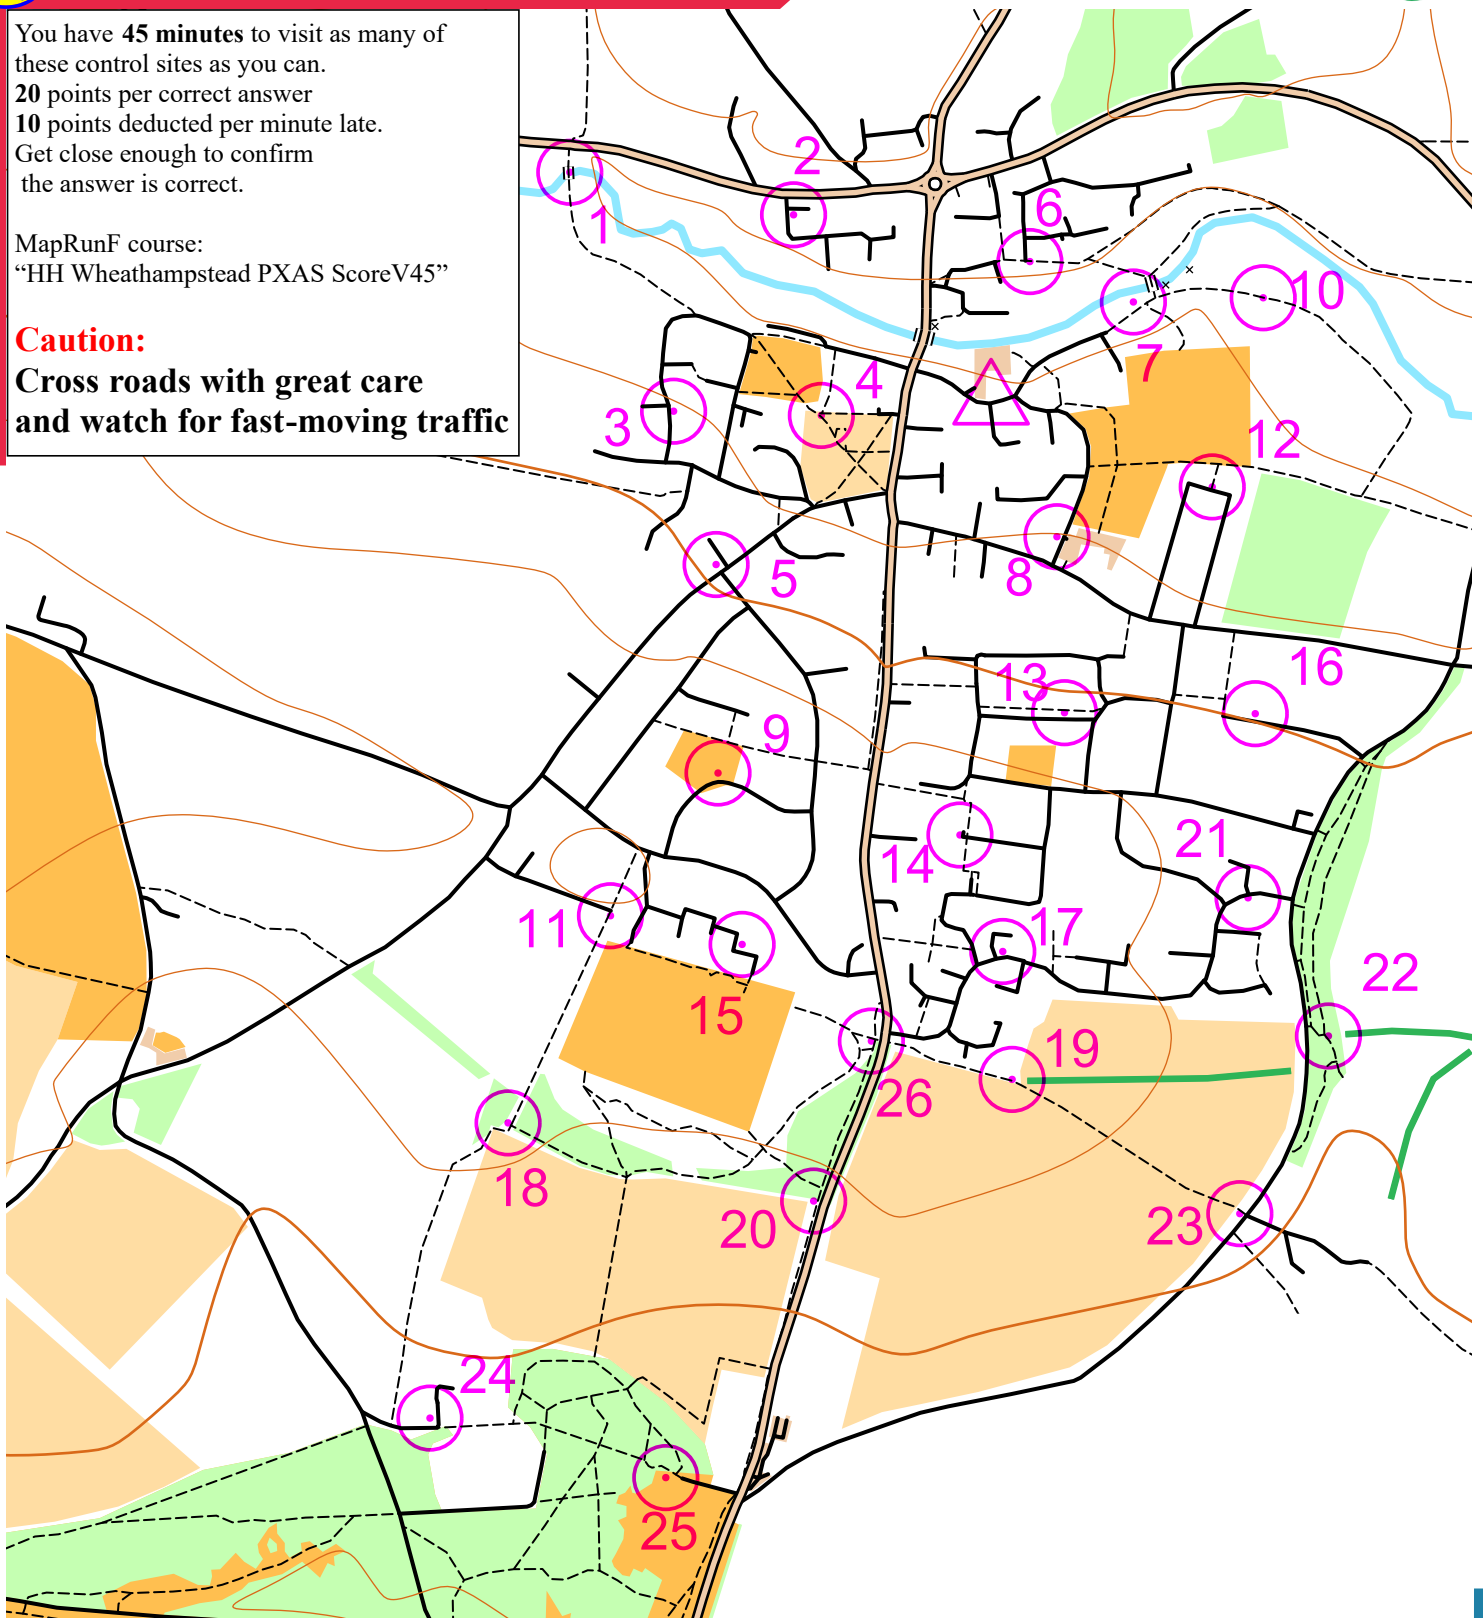 You have 45 minutes to visit as many of
these control sites as you can.
20 points per correct answer
10 points deducted per minute late.
Get close enough to confirm
the answer is correct.
MapRunF course:
“HH Wheathampstead PXAS ScoreV45”
Caution:
Cross roads with great care
and watch for fast-moving traffic
2
1
6
10
7
4
3
12
5
8
13
16
9
14
21
11
17
15
22
19
26
18
20
23
24
25